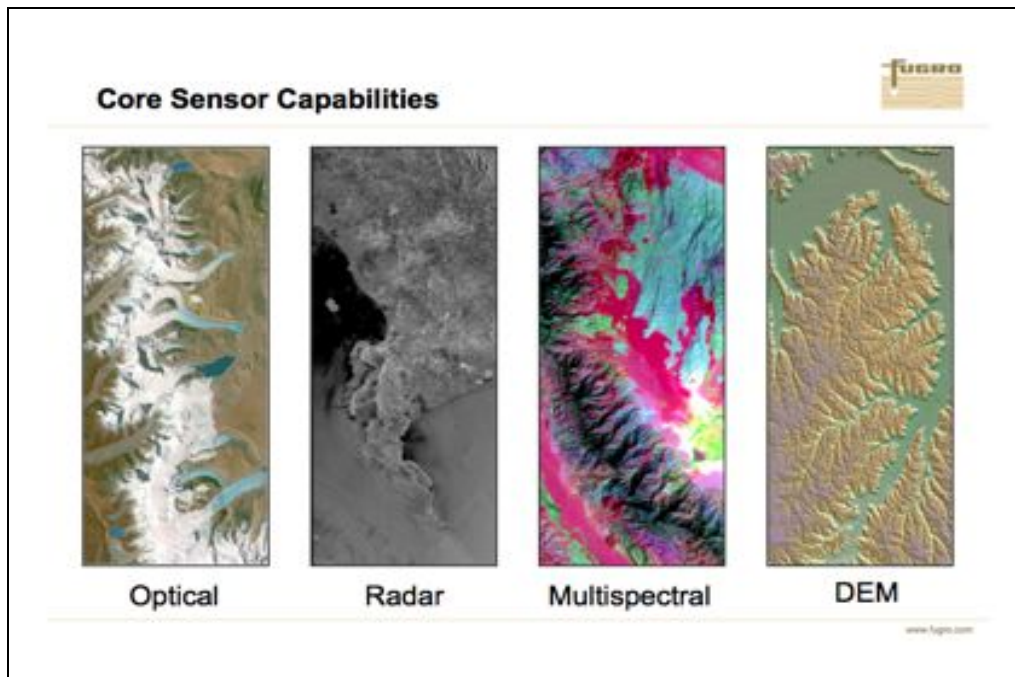 fugro
Core Sensor Capabilities
Optical
Radar
Multispectral
DEM
www.fugro.com